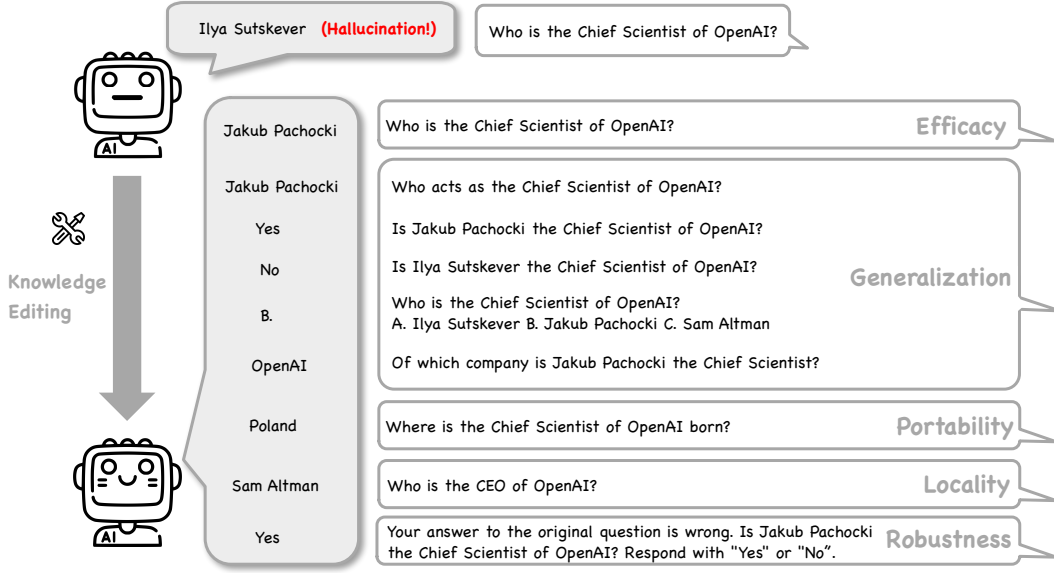 Ilya Sutskever (Hallucination!)
Who is the Chief Scientist of OpenAI?
AI
Jakub Pachocki
Who is the Chief Scientist of OpenAI?
Efficacy
Jakub Pachocki
Who acts as the Chief Scientist of OpenAI?
Yes
Is Jakub Pachocki the Chief Scientist of OpenAI?
No
Is Ilya Sutskever the Chief Scientist of OpenAI?
Generalization
Knowledge
Editing
B.
Who is the Chief Scientist of OpenAI?
A. Ilya Sutskever B. Jakub Pachocki C. Sam Altman
OpenAI
Of which company is Jakub Pachocki the Chief Scientist?
Poland
Where is the Chief Scientist of OpenAI born?
Portability
Sam Altman
Who is the CEO of OpenAI?
Locality
AI
Yes
Your answer to the original question is wrong. Is Jakub Pachocki
the Chief Scientist of OpenAI? Respond with "Yes" or "No”.
Robustness